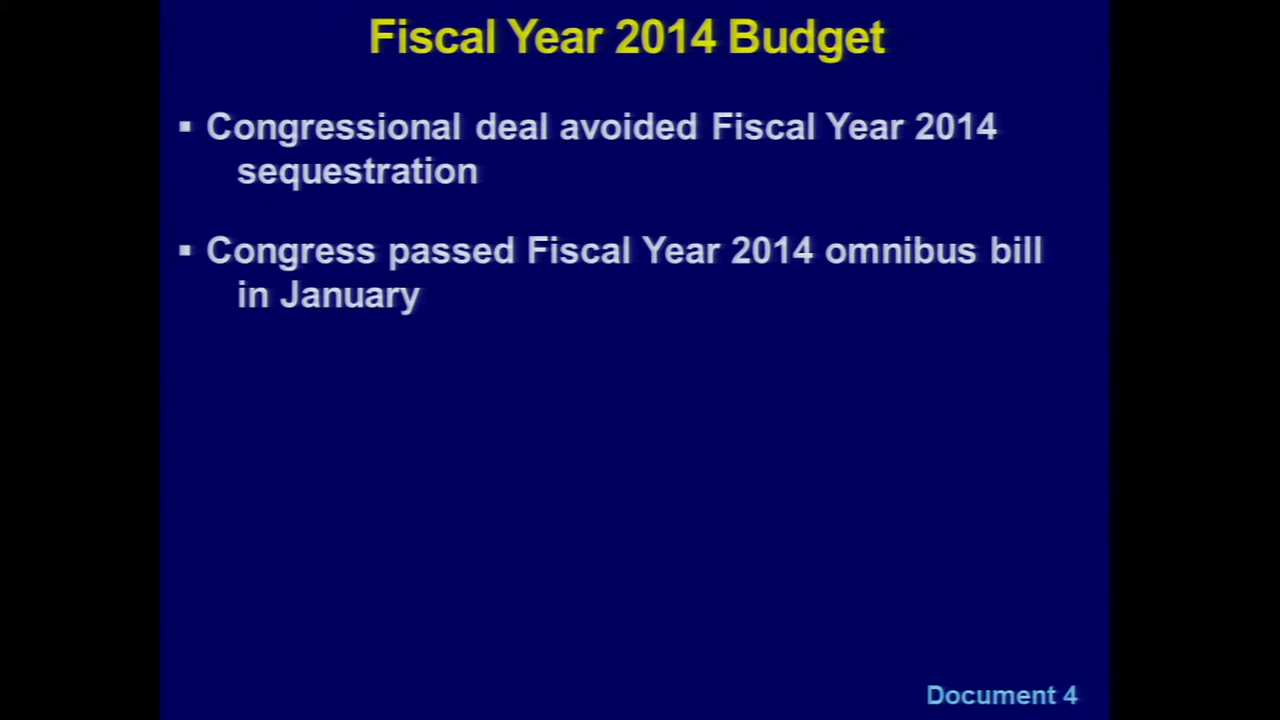 Fiscal Year 2014 Budget
▪ Congressional deal avoided Fiscal Year 2014
sequestration
▪ Congress passed Fiscal Year 2014 omnibus bill
in January
Document 4